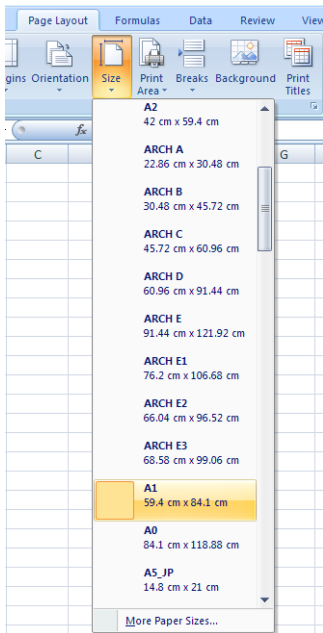 Page Layout Formulas Data Review View
gins Orientation Size Print Area Breaks Background Print Titles
fx
C G
A2
42 cm x 59.4 cm
ARCH A
22.86 cm x 30.48 cm
ARCH B
30.48 cm x 45.72 cm
ARCH C
45.72 cm x 60.96 cm
ARCH D
60.96 cm x 91.44 cm
ARCH E
91.44 cm x 121.92 cm
ARCH E1
76.2 cm x 106.68 cm
ARCH E2
66.04 cm x 96.52 cm
ARCH E3
68.58 cm x 99.06 cm
A1
59.4 cm x 84.1 cm
A0
84.1 cm x 118.88 cm
A5_JP
14.8 cm x 21 cm
More Paper Sizes...